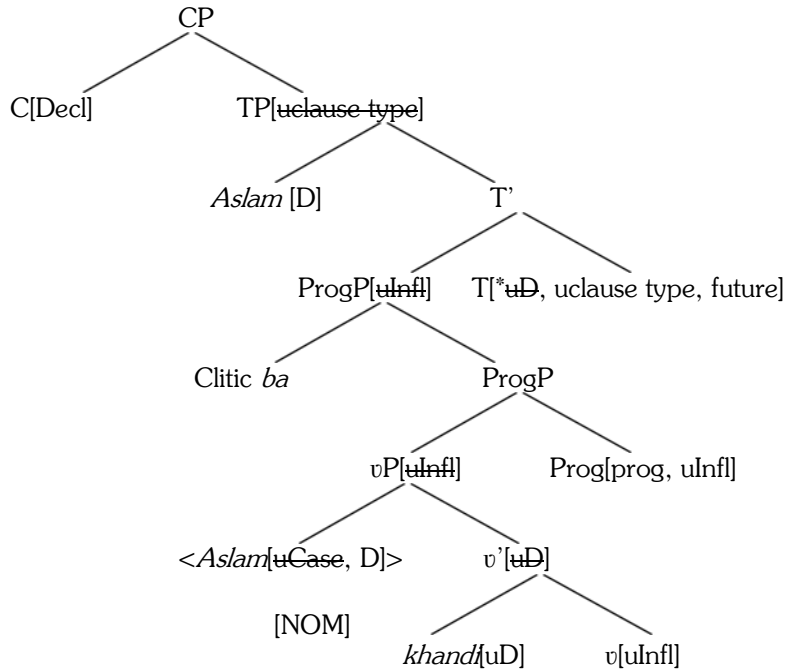 CP
C[Decl] TP[uclause type]
Aslam [D] T'
ProgP[uInfl] T[*uD, uclause type, future]
Clitic ba ProgP
vP[uInfl] Prog[prog, uInfl]
<Aslam[uCase, D]> v'[uD]
[NOM]
khandi[uD] v[uInfl]